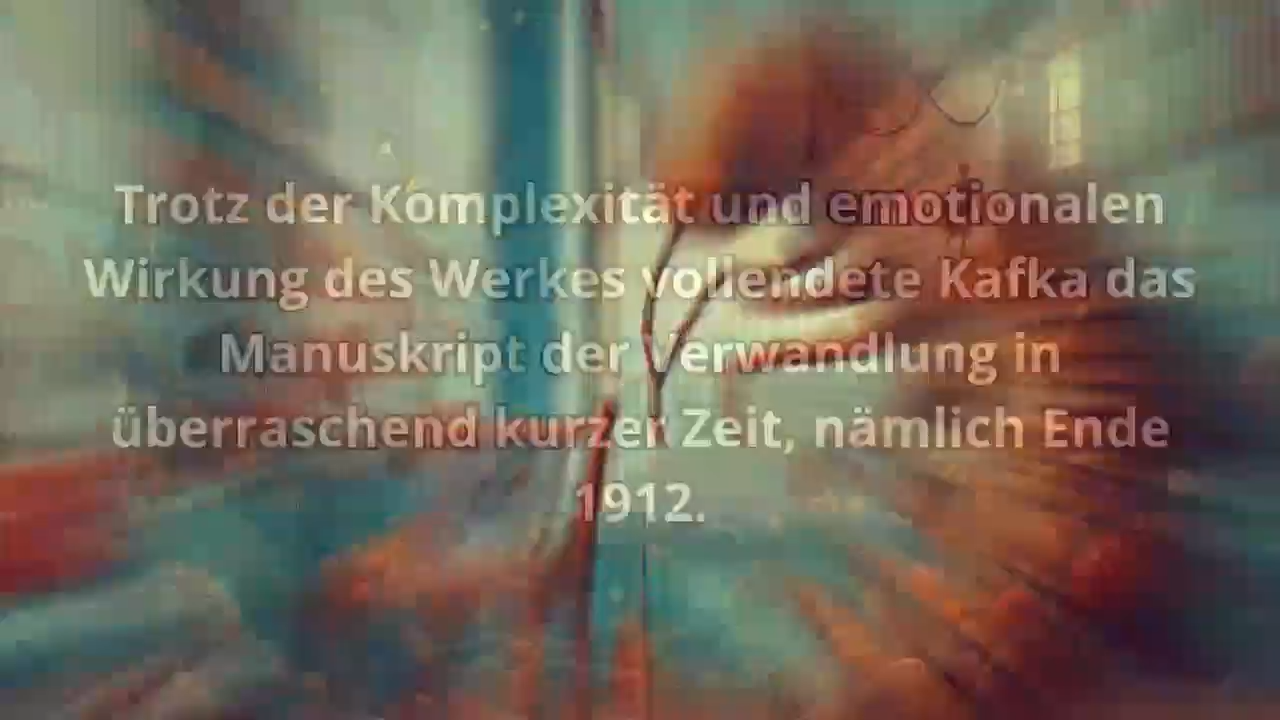 Trotz der Komplexität und emotionalen
Wirkung des Werkes vollendete Kafka das
Manuskript der Verwandlung in
überraschend kurzer Zeit, nämlich Ende
1912.